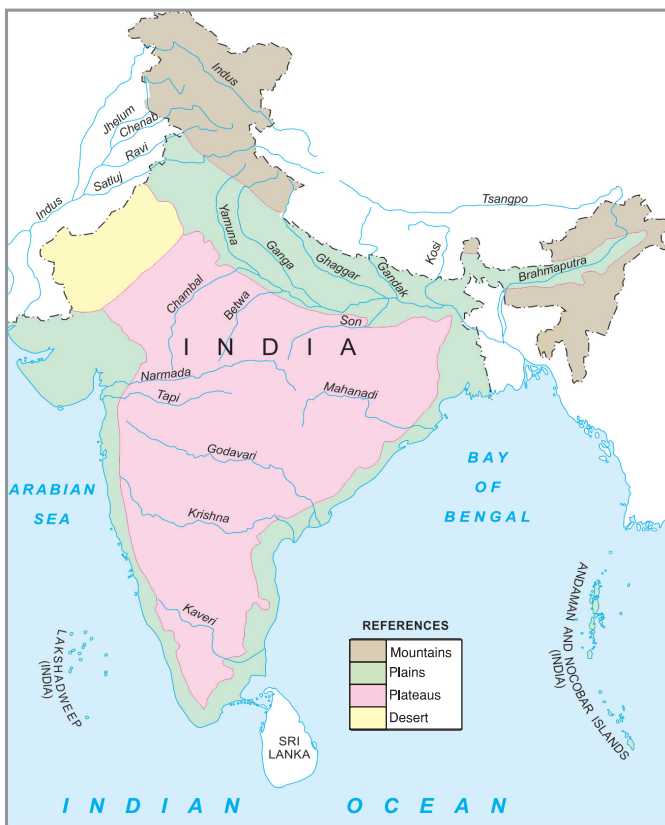 Indus
Jhelum
Chenab
Ravi
Satluj
Indus
Tsangpo
Yamuna
Ganga
Ghaggar
Gandak
Kosi
Brahmaputra
Chambal
Betwa
Son
I N D I A
Narmada
Tapi
Mahanadi
Godavari
Krishna
Kaveri
ARABIAN
SEA
BAY
OF
BENGAL
LAKSHADWEEP
(INDIA)
ANDAMAN AND NOCOBAR ISLANDS
(INDIA)
REFERENCES
Mountains
Plains
Plateaus
Desert
SRI
LANKA
I N D I A N O C E A N